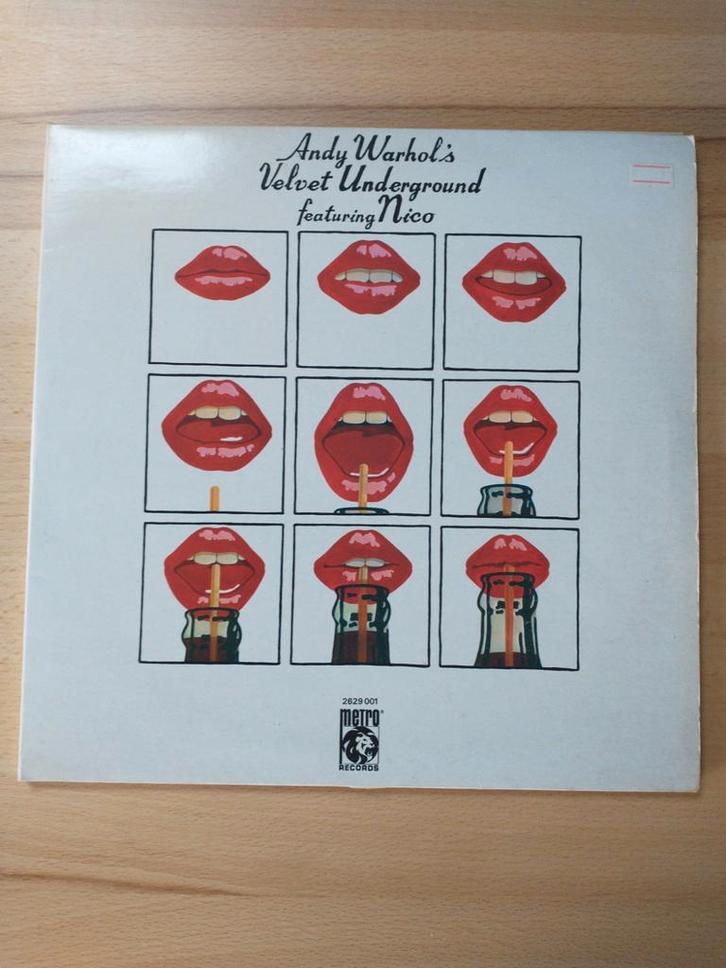 Andy Warhol's
Velvet Underground
featuring Nico
2629 001
METRO®
RECORDS